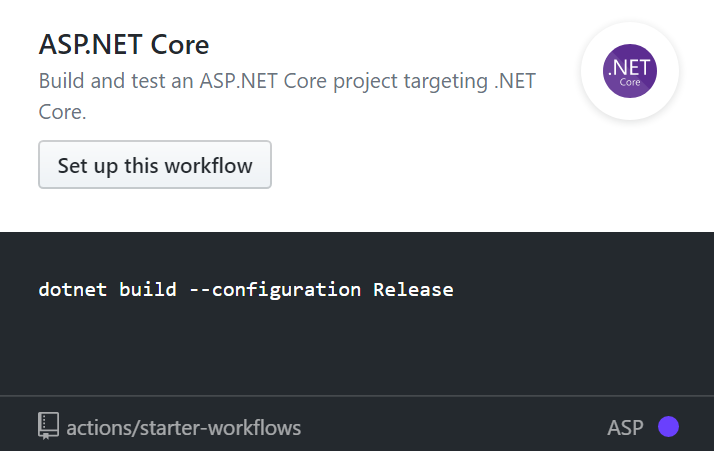 ASP.NET Core
Build and test an ASP.NET Core project targeting .NET
Core.
.NET
Core
Set up this workflow
dotnet build --configuration Release
actions/starter-workflows
ASP